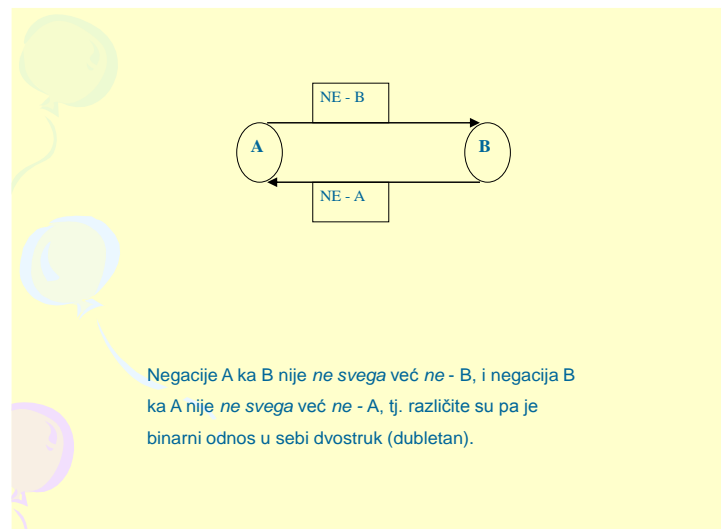 NE - B
A
B
NE - A
Negacije A ka B nije ne svega već ne - B, i negacija B
ka A nije ne svega već ne - A, tj. različite su pa je
binarni odnos u sebi dvostruk (dubletan).